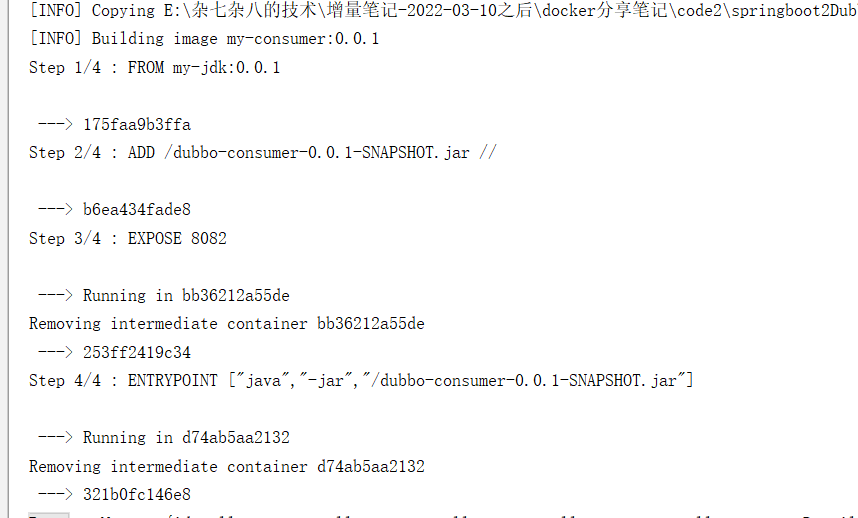 [INFO] Copying E:\杂七杂八的技术\增量笔记-2022-03-10之后\docker分享笔记\code2\springboot2Dub
[INFO] Building image my-consumer:0.0.1
Step 1/4 : FROM my-jdk:0.0.1
---> 175faa9b3ffa
Step 2/4 : ADD /dubbo-consumer-0.0.1-SNAPSHOT.jar //
---> b6ea434fade8
Step 3/4 : EXPOSE 8082
---> Running in bb36212a55de
Removing intermediate container bb36212a55de
---> 253ff2419c34
Step 4/4 : ENTRYPOINT ["java","-jar","/dubbo-consumer-0.0.1-SNAPSHOT.jar"]
---> Running in d74ab5aa2132
Removing intermediate container d74ab5aa2132
---> 321b0fc146e8